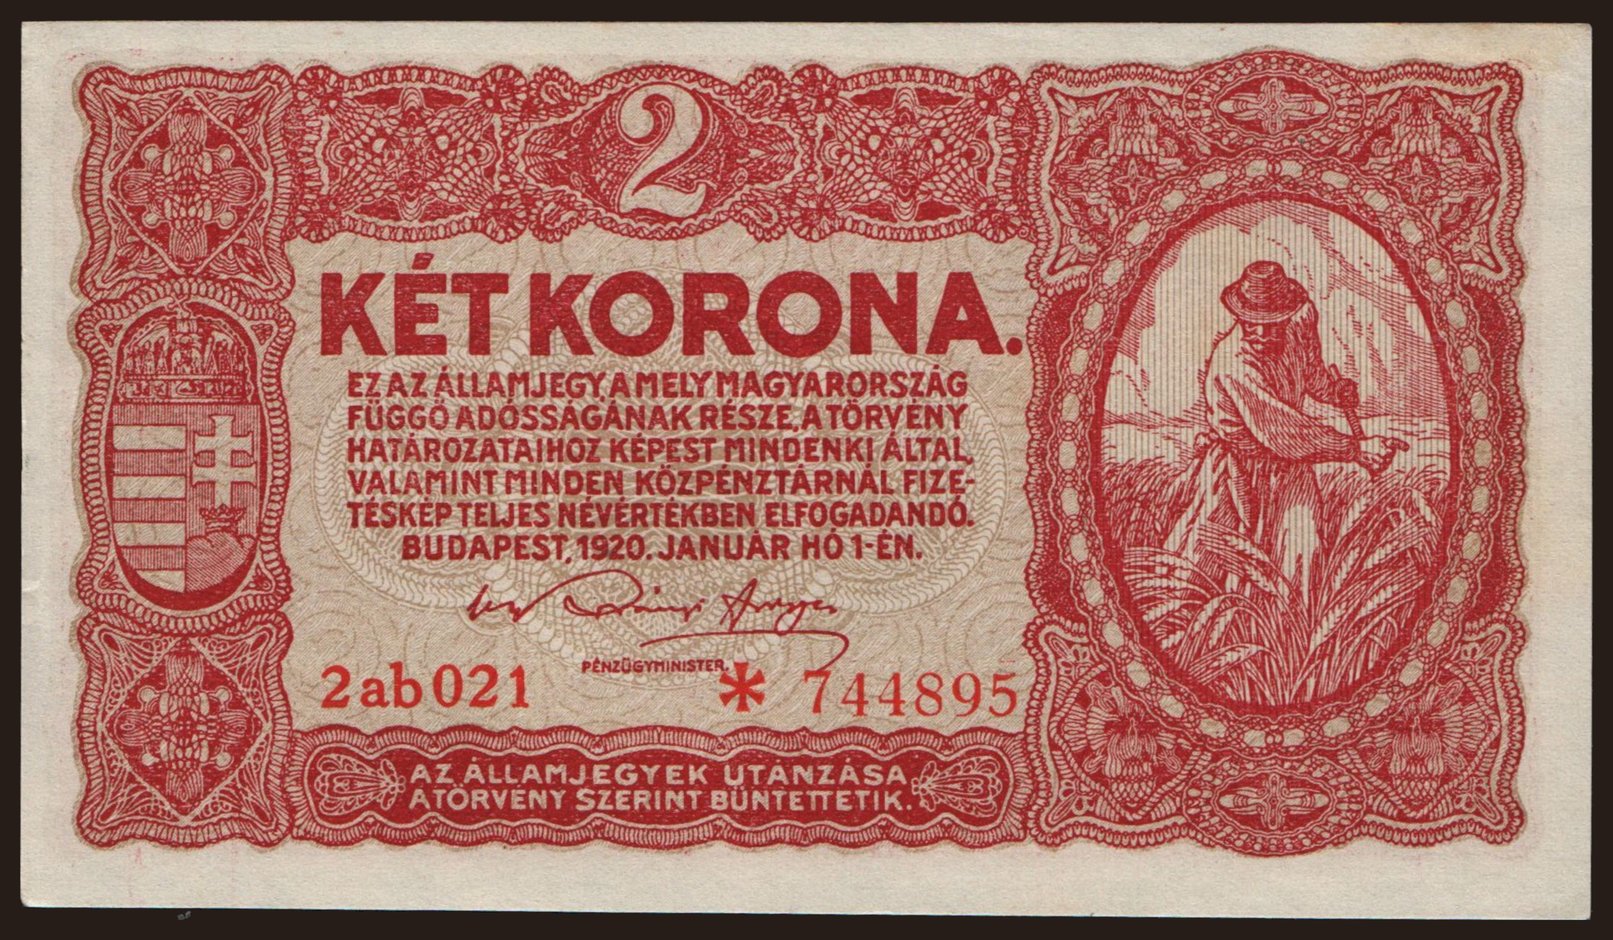 2
KÉT KORONA.
EZ AZ ÁLLAMJEGY, AMELY MAGYARORSZÁG
FÜGGŐ ADÓSSÁGÁNAK RÉSZE, A TÖRVÉNY
HATÁROZATAIHOZ KÉPEST MINDENKI ÁLTAL,
VALAMINT MINDEN KÖZPÉNZTÁRNÁL FIZE-
TÉSKÉP TELJES NÉVÉRTÉKBEN ELFOGADANDÓ.
BUDAPEST, 1920. JANUÁR HÓ 1-ÉN.
PÉNZÜGYMINISTER.
2ab021 * 744895
AZ ÁLLAMJEGYEK UTÁNZÁSA
A TÖRVÉNY SZERINT BÜNTETTETIK.